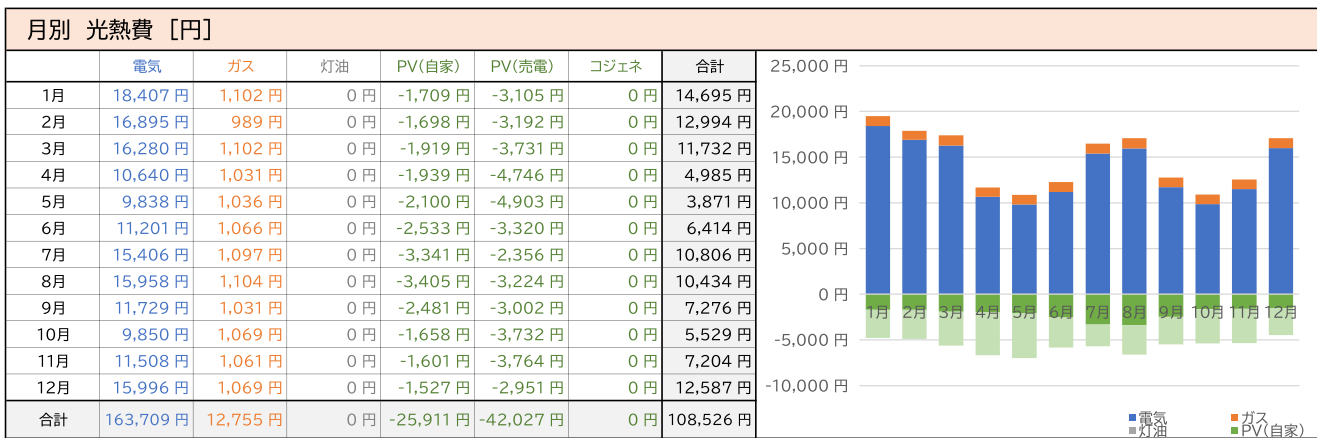 月別 光熱費 [円]
電気 ガス 灯油 PV(自家) PV(売電) コジェネ 合計
1月 18,407 円 1,102 円 0 円 -1,709 円 -3,105 円 0 円 14,695 円
2月 16,895 円 989 円 0 円 -1,698 円 -3,192 円 0 円 12,994 円
3月 16,280 円 1,102 円 0 円 -1,919 円 -3,731 円 0 円 11,732 円
4月 10,640 円 1,031 円 0 円 -1,939 円 -4,746 円 0 円 4,985 円
5月 9,838 円 1,036 円 0 円 -2,100 円 -4,903 円 0 円 3,871 円
6月 11,201 円 1,066 円 0 円 -2,533 円 -3,320 円 0 円 6,414 円
7月 15,406 円 1,097 円 0 円 -3,341 円 -2,356 円 0 円 10,806 円
8月 15,958 円 1,104 円 0 円 -3,405 円 -3,224 円 0 円 10,434 円
9月 11,729 円 1,031 円 0 円 -2,481 円 -3,002 円 0 円 7,276 円
10月 9,850 円 1,069 円 0 円 -1,658 円 -3,732 円 0 円 5,529 円
11月 11,508 円 1,061 円 0 円 -1,601 円 -3,764 円 0 円 7,204 円
12月 15,996 円 1,069 円 0 円 -1,527 円 -2,951 円 0 円 12,587 円
合計 163,709 円 12,755 円 0 円 -25,911 円 -42,027 円 0 円 108,526 円
25,000 円
20,000 円
15,000 円
10,000 円
5,000 円
0 円
1月 2月 3月 4月 5月 6月 7月 8月 9月 10月 11月 12月
-5,000 円
-10,000 円
電気 ガス
灯油 PV(自家)